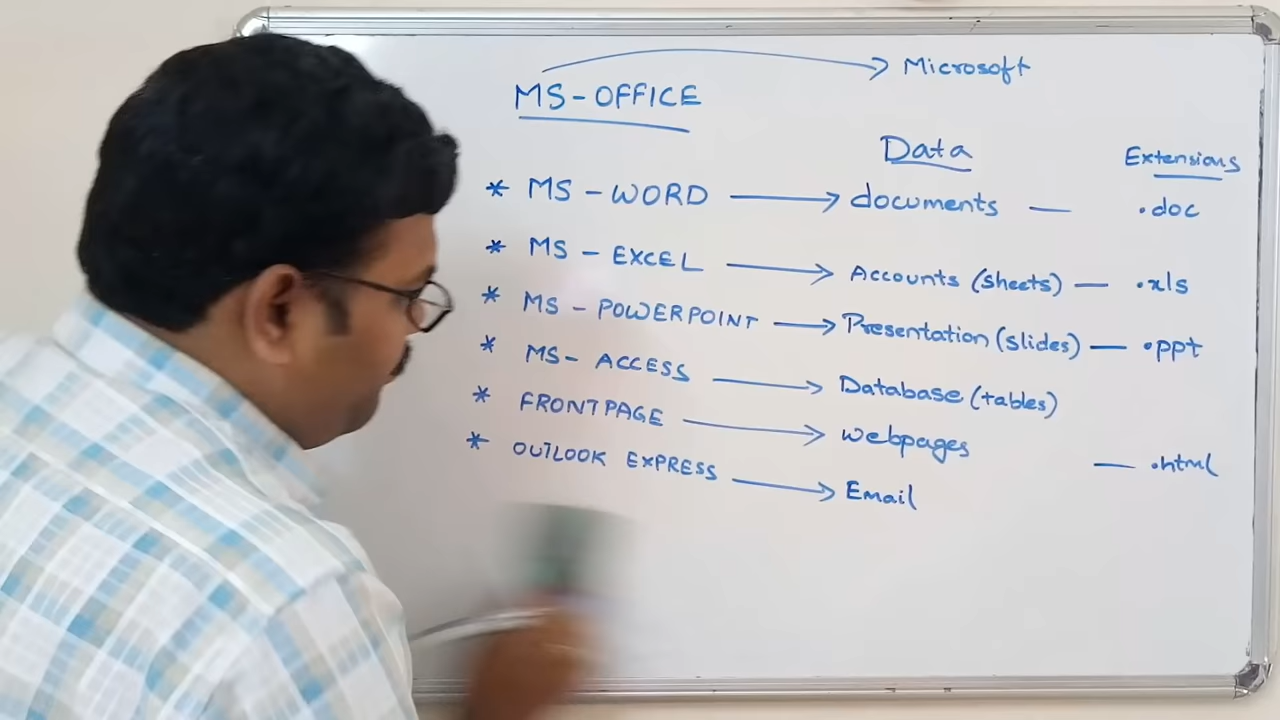 MS-OFFICE → Microsoft
Data Extensions
* MS - WORD → documents — .doc
* MS - EXCEL → Accounts (sheets) — .xls
* MS - POWERPOINT → Presentation (slides) — .ppt
* MS- ACCESS → Database (tables)
* FRONTPAGE → Webpages — .html
* OUTLOOK EXPRESS → Email